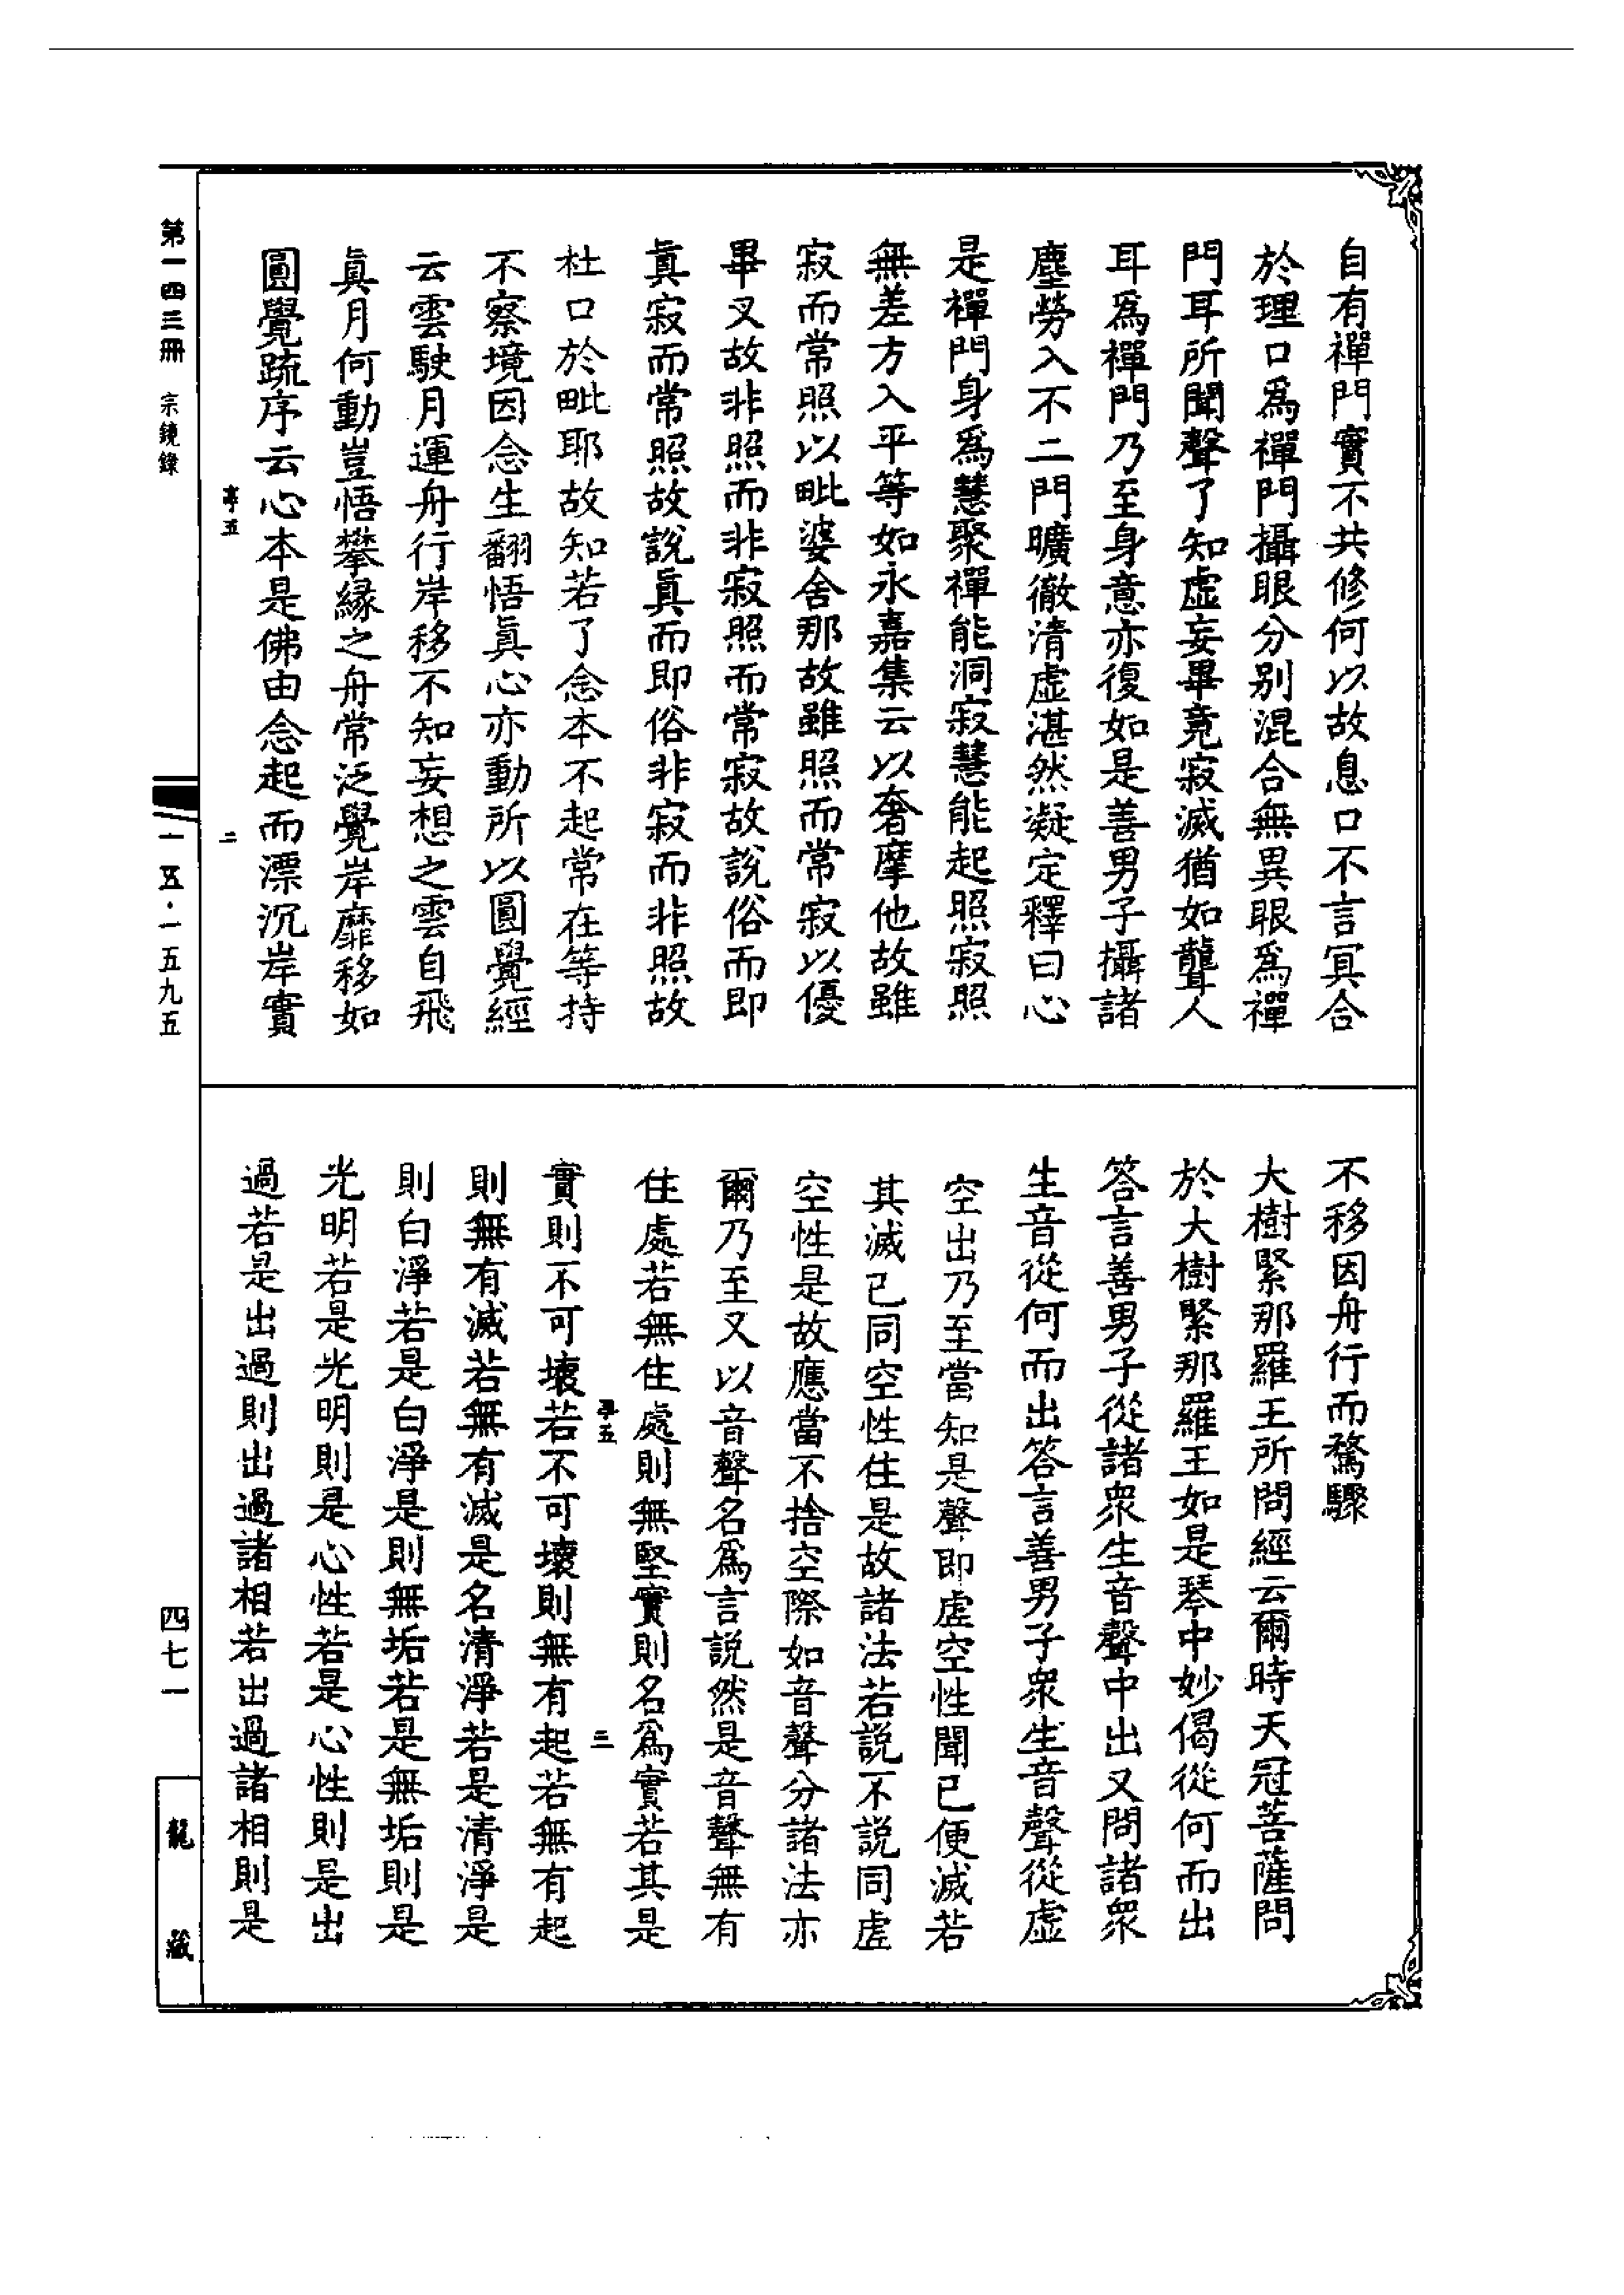 自有禪門實不共修何以故息口不言冥合
於理口爲禪門攝眼分别混合無異眼爲禪
門耳所聞聲了知虛妄畢竟寂滅猶如聾人
耳爲禪門乃至身意亦復如是善男子攝諸
塵勞入不二門曠徹清虛湛然凝定釋曰心
是禪門身爲慧聚禪能洞寂慧能起照寂照
無差方入平等如永嘉集云以奢摩他故雖
寂而常照以毗婆舍那故雖照而常寂以優
畢叉故非照而非寂照而常寂故說俗而即
眞寂而常照故說眞而即俗非寂而非照故
杜口於毗耶故知若了念本不起常在等持
不察境因念生翻悟眞心亦動所以圓覺經
云雲駛月運舟行岸移不知妄想之雲自飛
眞月何動豈悟攀緣之舟常泛覺岸靡移如
圓覺疏序云心本是佛由念起而漂沉岸實
亭五
二
不移因舟行而騖驟
大樹緊那羅王所問經云爾時天冠菩薩問
於大樹緊那羅王如是琴中妙偈從何而出
答言善男子從諸衆生音聲中出又問諸衆
生音從何而出答言善男子衆生音聲從虛
空出乃至當知是聲即虛空性聞已便滅若
其滅已同空性住是故諸法若説不説同虛
空性是故應當不捨空際如音聲分諸法亦
爾乃至又以音聲名爲言説然是音聲無有
住處若無住處則無堅實則名爲實若其是
亭五
三
實則不可壞若不可壞則無有起若無有起
則無有滅若無有滅是名清淨若是清淨是
則白淨若是白淨是則無垢若是無垢則是
光明若是光明則是心性若是心性則是出
過若是出過則出過諸相若出過諸相則是
第一四三冊
宗鏡錄
一五·一五九五
四七一
龍藏